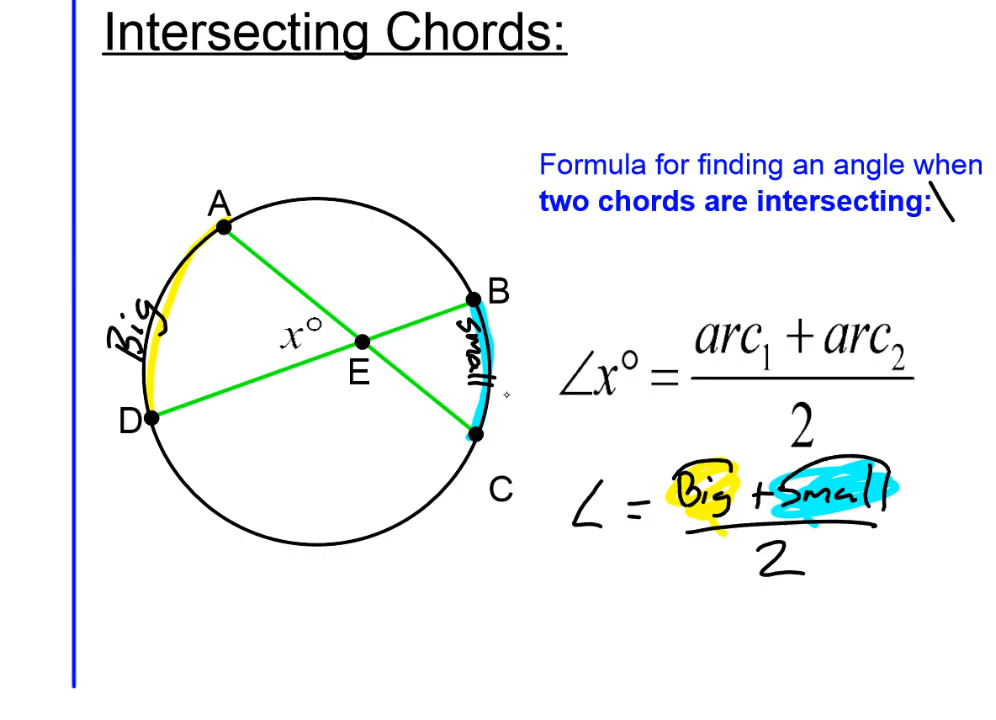 Intersecting Chords:
Formula for finding an angle when
two chords are intersecting:
A
B
Big
x°
small
E
D
C
∠x° = arc₁ + arc₂
2
∠ = Big + Small
2